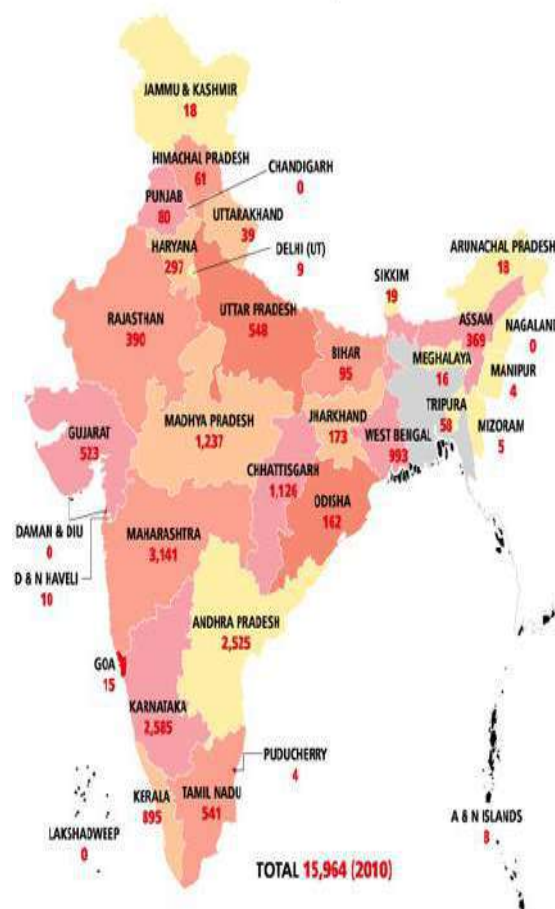 JAMMU & KASHMIR
18
HIMACHAL PRADESH
61
CHANDIGARH
0
PUNJAB
80
UTTARAKHAND
39
HARYANA
297
DELHI (UT)
9
ARUNACHAL PRADESH
18
SIKKIM
19
RAJASTHAN
390
UTTAR PRADESH
548
ASSAM
369
NAGALAND
0
BIHAR
95
MEGHALAYA
16
MANIPUR
4
MADHYA PRADESH
1,237
JHARKHAND
173
TRIPURA
58
WEST BENGAL
993
MIZORAM
5
GUJARAT
523
CHHATTISGARH
1,126
ODISHA
162
DAMAN & DIU
0
MAHARASHTRA
3,141
D & N HAVELI
10
ANDHRA PRADESH
2,525
GOA
15
KARNATAKA
2,585
PUDUCHERRY
4
KERALA
895
TAMIL NADU
541
A & N ISLANDS
8
LAKSHADWEEP
0
TOTAL 15,964 (2010)